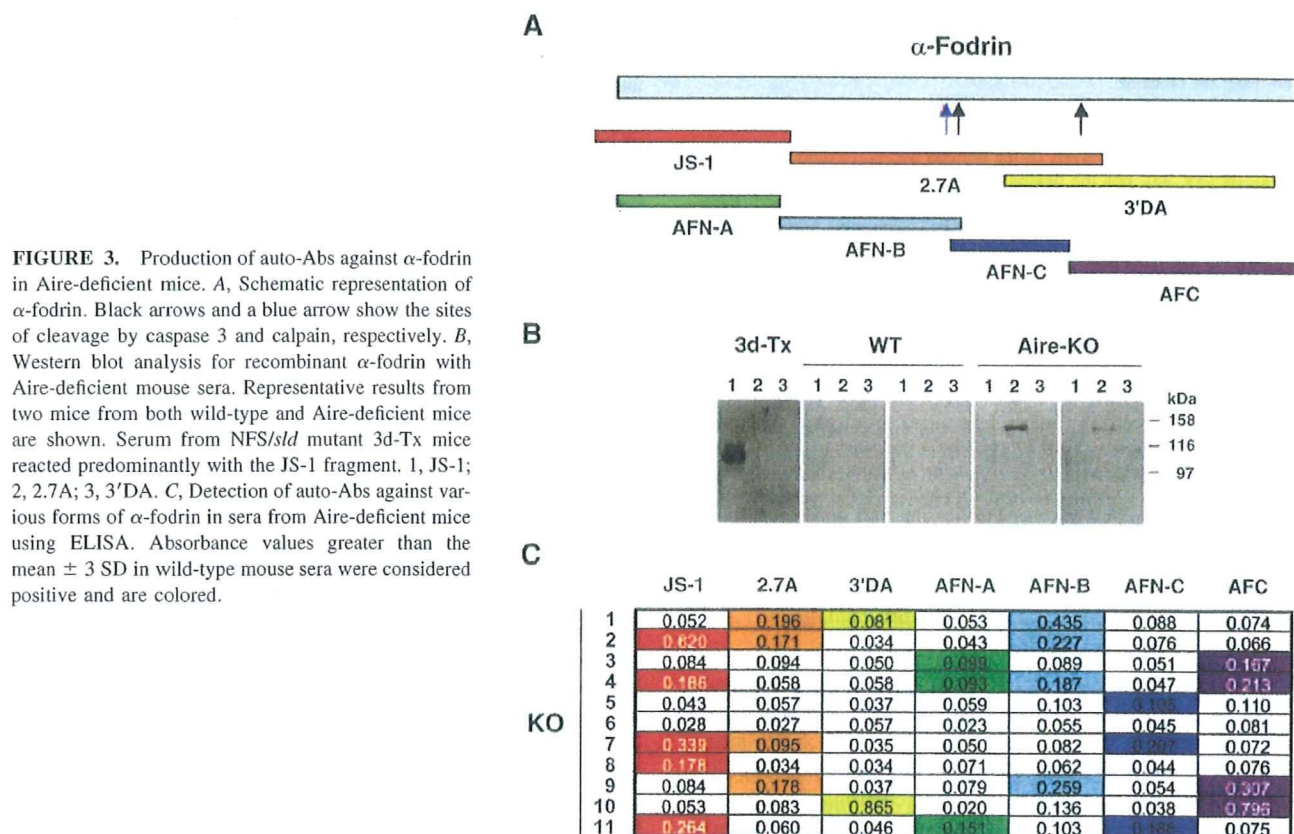 FIGURE 3. Production of auto-Abs against α-fodrin
in Aire-deficient mice. A, Schematic representation of
α-fodrin. Black arrows and a blue arrow show the sites
of cleavage by caspase 3 and calpain, respectively. B,
Western blot analysis for recombinant α-fodrin with
Aire-deficient mouse sera. Representative results from
two mice from both wild-type and Aire-deficient mice
are shown. Serum from NFS/sld mutant 3d-Tx mice
reacted predominantly with the JS-1 fragment. 1, JS-1;
2, 2.7A; 3, 3′DA. C, Detection of auto-Abs against var-
ious forms of α-fodrin in sera from Aire-deficient mice
using ELISA. Absorbance values greater than the
mean ± 3 SD in wild-type mouse sera were considered
positive and are colored.
A
α-Fodrin
JS-1
2.7A
3'DA
AFN-A
AFN-B
AFN-C
AFC
B
3d-Tx WT Aire-KO
1 2 3 1 2 3 1 2 3 1 2 3 1 2 3
kDa
158
116
97
C
JS-1 2.7A 3'DA AFN-A AFN-B AFN-C AFC
KO
1 0.052 0.196 0.081 0.053 0.435 0.088 0.074
2 0.620 0.171 0.034 0.043 0.227 0.076 0.066
3 0.084 0.094 0.050 0.089 0.051 0.167
4 0.186 0.058 0.058 0.093 0.187 0.047 0.213
5 0.043 0.057 0.037 0.059 0.103 0.110
6 0.028 0.027 0.057 0.023 0.055 0.045 0.081
7 0.339 0.095 0.035 0.050 0.082 0.072
8 0.178 0.034 0.034 0.071 0.062 0.044 0.076
9 0.084 0.178 0.037 0.079 0.259 0.054 0.307
10 0.053 0.083 0.865 0.020 0.136 0.038 0.796
11 0.264 0.060 0.046 0.151 0.103 0.075